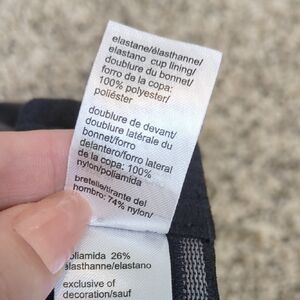 elastane/élasthanne/
elastano cup lining/
doublure du bonnet/
forro de la copa:
100% polyester/
poliéster
doublure de devant/
doublure latérale du
bonnet/forro
delantero/forro lateral
de la copa: 100%
nylon/poliamida
bretelle/tirante del
hombro: 74% nylon/
oliamida 26%
élasthanne/elastano
exclusive of
decoration/sauf